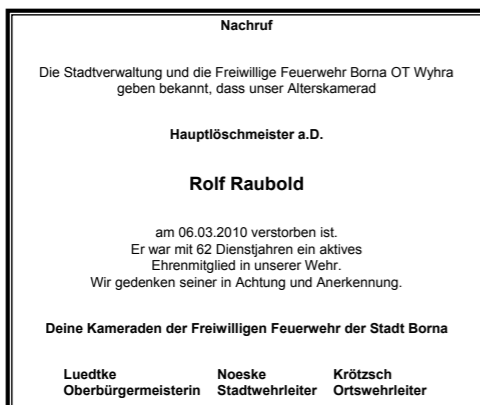 Nachruf
Die Stadtverwaltung und die Freiwillige Feuerwehr Borna OT Wyhra
geben bekannt, dass unser Alterskamerad
Hauptlöschmeister a.D.
Rolf Raubold
am 06.03.2010 verstorben ist.
Er war mit 62 Dienstjahren ein aktives
Ehrenmitglied in unserer Wehr.
Wir gedenken seiner in Achtung und Anerkennung.
Deine Kameraden der Freiwilligen Feuerwehr der Stadt Borna
Luedtke Noeske Krötzsch
Oberbürgermeisterin Stadtwehrleiter Ortswehrleiter